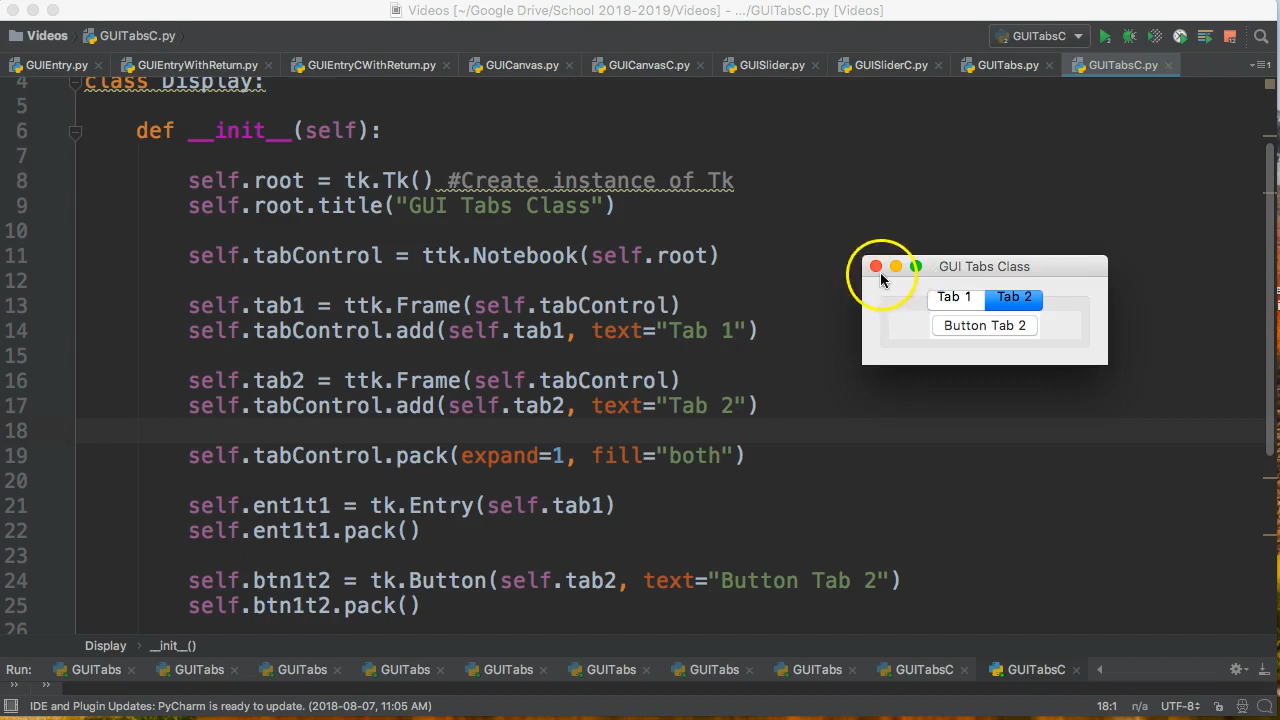 Videos [~/Google Drive/School 2018-2019/Videos] - .../GUITabsC.py [Videos]
Videos GUITabsC.py GUITabsC
GUIEntry.py GUIEntryWithReturn.py GUIEntryCWithReturn.py GUICanvas.py GUICanvasC.py GUISlider.py GUISliderC.py GUITabs.py GUITabsC.py
4 class Display:
5
6 def __init__(self):
7
8 self.root = tk.Tk() #Create instance of Tk
9 self.root.title("GUI Tabs Class")
10
11 self.tabControl = ttk.Notebook(self.root)
12
13 self.tab1 = ttk.Frame(self.tabControl)
14 self.tabControl.add(self.tab1, text="Tab 1")
15
16 self.tab2 = ttk.Frame(self.tabControl)
17 self.tabControl.add(self.tab2, text="Tab 2")
18
19 self.tabControl.pack(expand=1, fill="both")
20
21 self.ent1t1 = tk.Entry(self.tab1)
22 self.ent1t1.pack()
23
24 self.btn1t2 = tk.Button(self.tab2, text="Button Tab 2")
25 self.btn1t2.pack()
26
GUI Tabs Class
Tab 1 Tab 2
Button Tab 2
Display › __init__()
Run: GUITabs GUITabs GUITabs GUITabs GUITabs GUITabs GUITabs GUITabs GUITabsC GUITabsC
IDE and Plugin Updates: PyCharm is ready to update. (2018-08-07, 11:05 AM) 18:1 n/a UTF-8